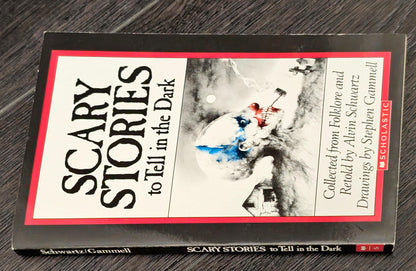 SCARY
STORIES
to Tell in the Dark
Collected from Folklore and
Retold by Alvin Schwartz
Drawings by Stephen Gammell
SCHOLASTIC
Schwartz/Gammell
SCARY STORIES to Tell in the Dark